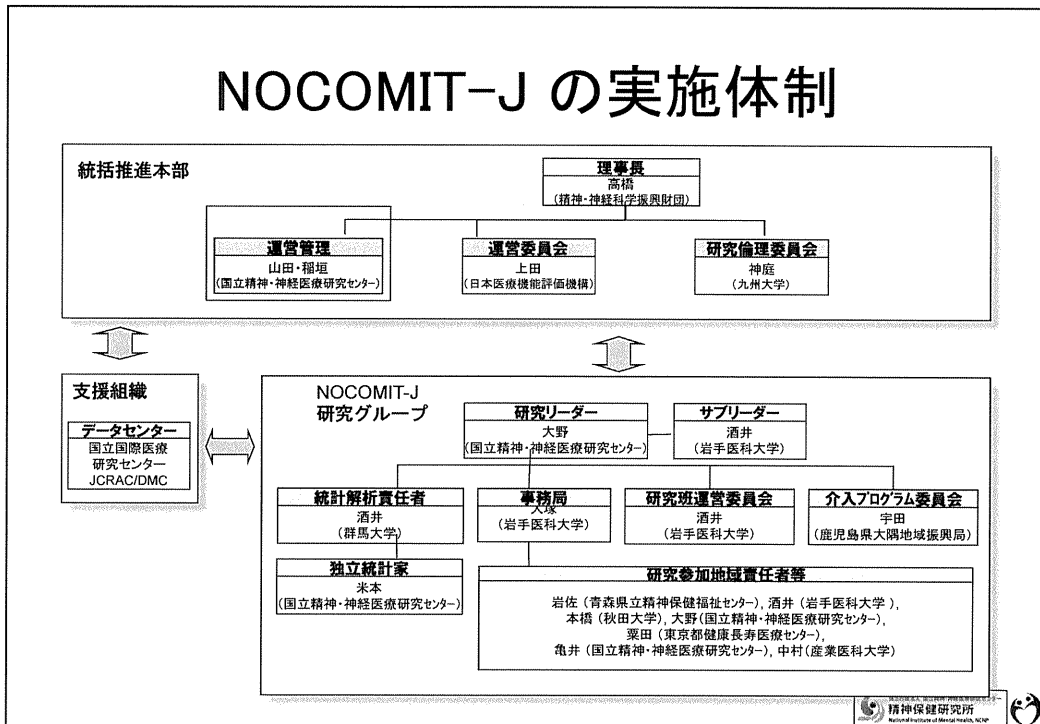 NOCOMIT-J の実施体制
統括推進本部
理事長
高橋
(精神・神経科学振興財団)
運営管理
山田・稲垣
(国立精神・神経医療研究センター)
運営委員会
上田
(日本医療機能評価機構)
研究倫理委員会
神庭
(九州大学)
支援組織
データセンター
国立国際医療
研究センター
JCRAC/DMC
NOCOMIT-J
研究グループ
研究リーダー
大野
(国立精神・神経医療研究センター)
サブリーダー
酒井
(岩手医科大学)
統計解析責任者
酒井
(群馬大学)
事務局
大塚
(岩手医科大学)
研究班運営委員会
酒井
(岩手医科大学)
介入プログラム委員会
宇田
(鹿児島県大隅地域振興局)
独立統計家
米本
(国立精神・神経医療研究センター)
研究参加地域責任者等
岩佐 (青森県立精神保健福祉センター), 酒井 (岩手医科大学 ),
本橋 (秋田大学), 大野(国立精神・神経医療研究センター),
粟田 (東京都健康長寿医療センター),
亀井 (国立精神・神経医療研究センター), 中村(産業医科大学)
精神保健研究所
National Institute of Mental Health, NCNP